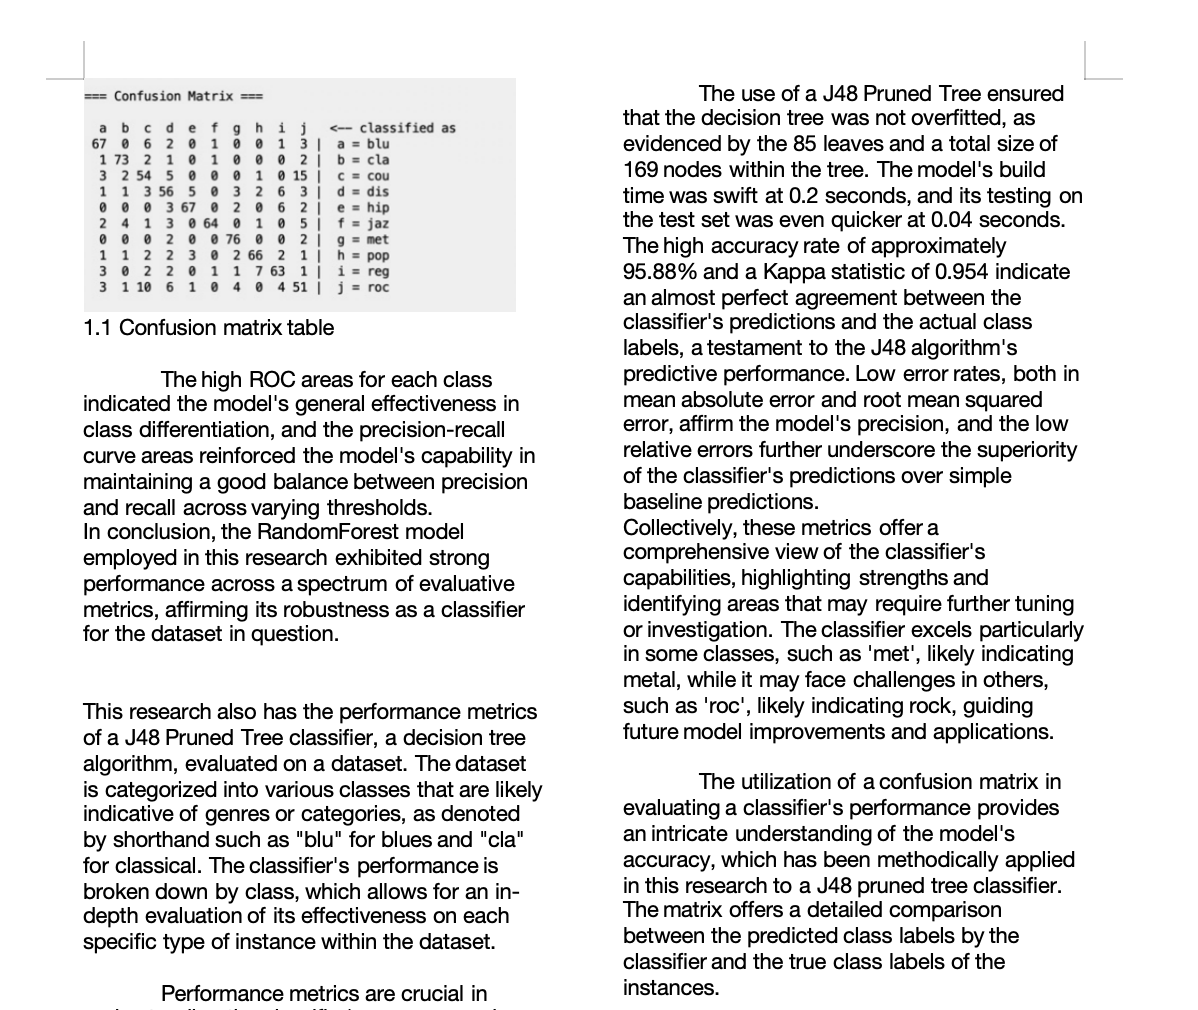 === Confusion Matrix ===
a b c d e f g h i j <-- classified as
67 0 6 2 0 1 0 0 1 3 | a = blu
1 73 2 1 0 1 0 0 0 2 | b = cla
3 2 54 5 0 0 0 1 0 15 | c = cou
1 1 3 56 5 0 3 2 6 3 | d = dis
0 0 0 3 67 0 2 0 6 2 | e = hip
2 4 1 3 0 64 0 1 0 5 | f = jaz
0 0 0 2 0 0 76 0 0 2 | g = met
1 1 2 2 3 0 2 66 2 1 | h = pop
3 0 2 2 0 1 1 7 63 1 | i = reg
3 1 10 6 1 0 4 0 4 51 | j = roc
1.1 Confusion matrix table
The high ROC areas for each class
indicated the model's general effectiveness in
class differentiation, and the precision-recall
curve areas reinforced the model's capability in
maintaining a good balance between precision
and recall across varying thresholds.
In conclusion, the RandomForest model
employed in this research exhibited strong
performance across a spectrum of evaluative
metrics, affirming its robustness as a classifier
for the dataset in question.
This research also has the performance metrics
of a J48 Pruned Tree classifier, a decision tree
algorithm, evaluated on a dataset. The dataset
is categorized into various classes that are likely
indicative of genres or categories, as denoted
by shorthand such as "blu" for blues and "cla"
for classical. The classifier's performance is
broken down by class, which allows for an in-
depth evaluation of its effectiveness on each
specific type of instance within the dataset.
Performance metrics are crucial in
The use of a J48 Pruned Tree ensured
that the decision tree was not overfitted, as
evidenced by the 85 leaves and a total size of
169 nodes within the tree. The model's build
time was swift at 0.2 seconds, and its testing on
the test set was even quicker at 0.04 seconds.
The high accuracy rate of approximately
95.88% and a Kappa statistic of 0.954 indicate
an almost perfect agreement between the
classifier's predictions and the actual class
labels, a testament to the J48 algorithm's
predictive performance. Low error rates, both in
mean absolute error and root mean squared
error, affirm the model's precision, and the low
relative errors further underscore the superiority
of the classifier's predictions over simple
baseline predictions.
Collectively, these metrics offer a
comprehensive view of the classifier's
capabilities, highlighting strengths and
identifying areas that may require further tuning
or investigation. The classifier excels particularly
in some classes, such as 'met', likely indicating
metal, while it may face challenges in others,
such as 'roc', likely indicating rock, guiding
future model improvements and applications.
The utilization of a confusion matrix in
evaluating a classifier's performance provides
an intricate understanding of the model's
accuracy, which has been methodically applied
in this research to a J48 pruned tree classifier.
The matrix offers a detailed comparison
between the predicted class labels by the
classifier and the true class labels of the
instances.